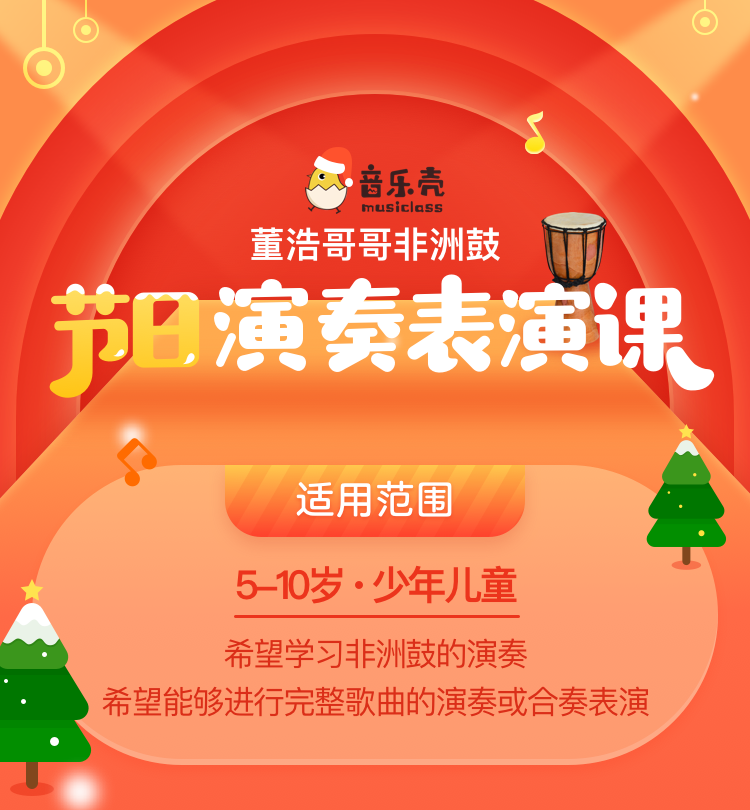 音乐壳
musiclass
董浩哥哥非洲鼓
节日演奏表演课
适用范围
5–10岁·少年儿童
希望学习非洲鼓的演奏
希望能够进行完整歌曲的演奏或合奏表演